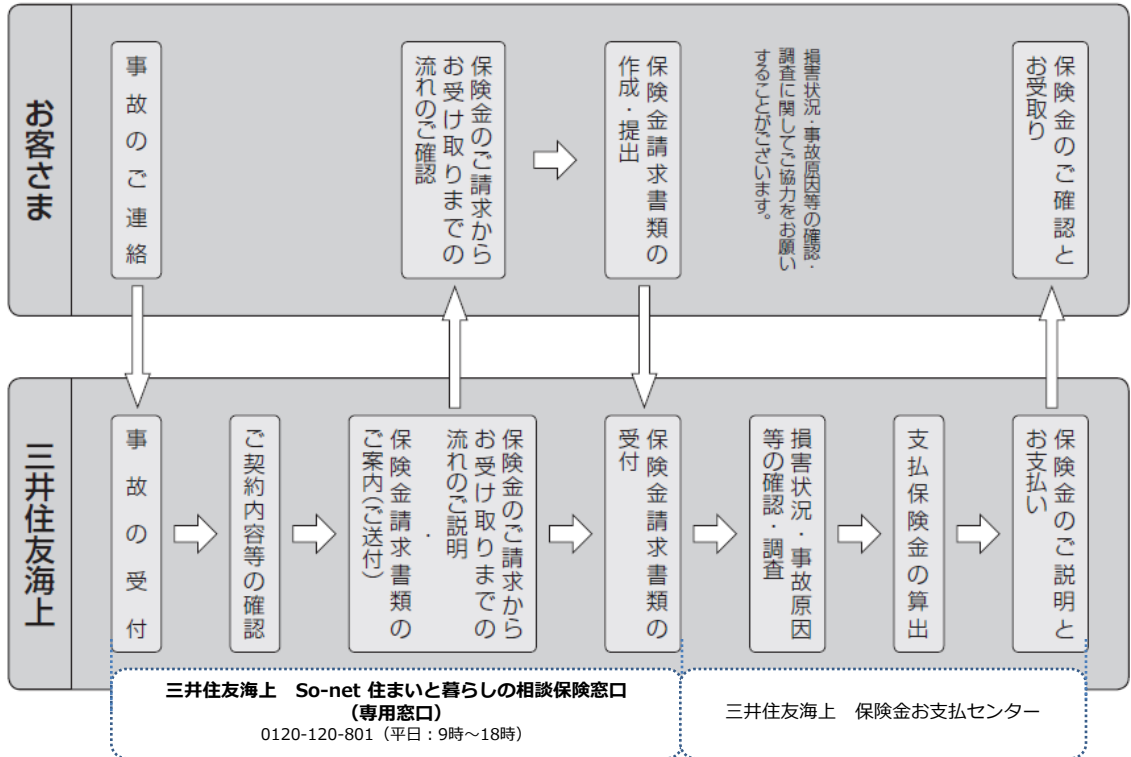 お客さま
事故のご連絡
保険金のご請求から
お受け取りまでの
流れのご確認
保険金請求書類の
作成・提出
損害状況・事故原因等の確認・
調査に関してご協力をお願い
することがございます。
保険金のご確認と
お受取り
三井住友海上
事故の受付
ご契約内容等の確認
保険金のご請求から
お受け取りまでの
流れのご説明
・
保険金請求書類の
ご案内(ご送付)
保険金請求書類の
受付
損害状況・事故原因
等の確認・調査
支払保険金の算出
保険金のご説明と
お支払い
三井住友海上　So-net 住まいと暮らしの相談保険窓口
（専用窓口）
0120-120-801（平日：9時～18時）
三井住友海上　保険金お支払センター